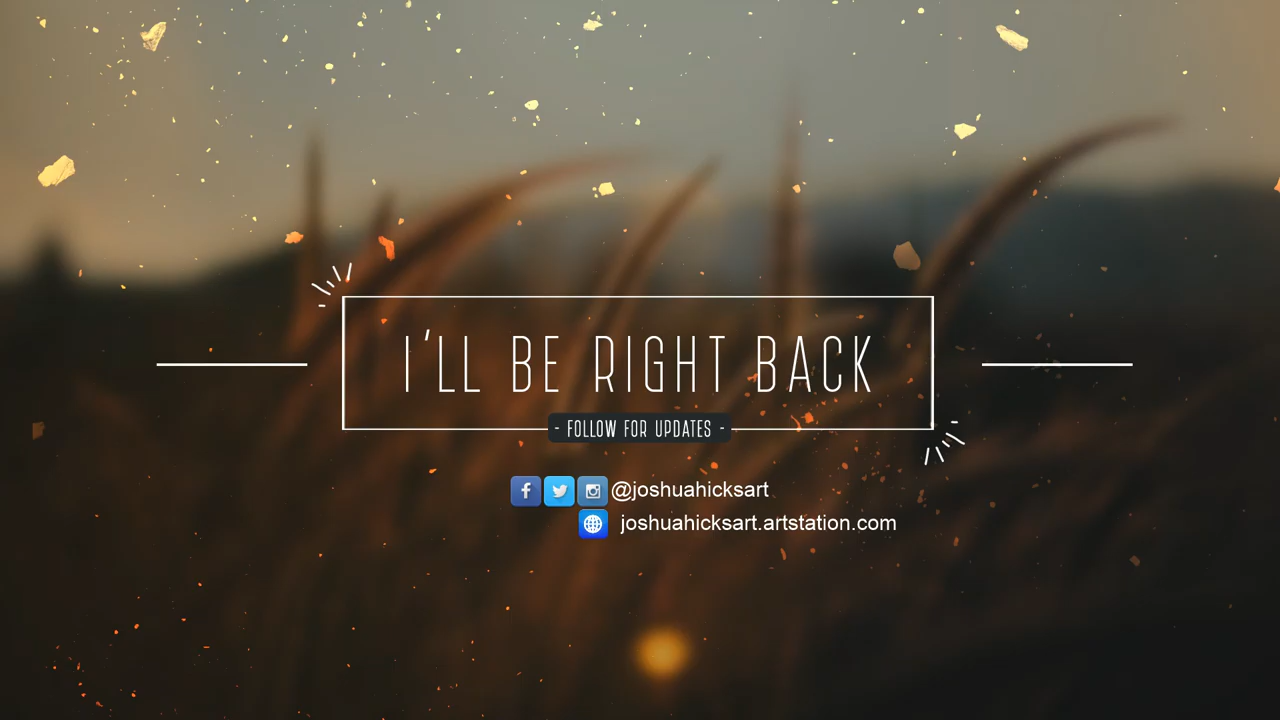 I'LL BE RIGHT BACK
- FOLLOW FOR UPDATES -
@joshuahicksart
joshuahicksart.artstation.com